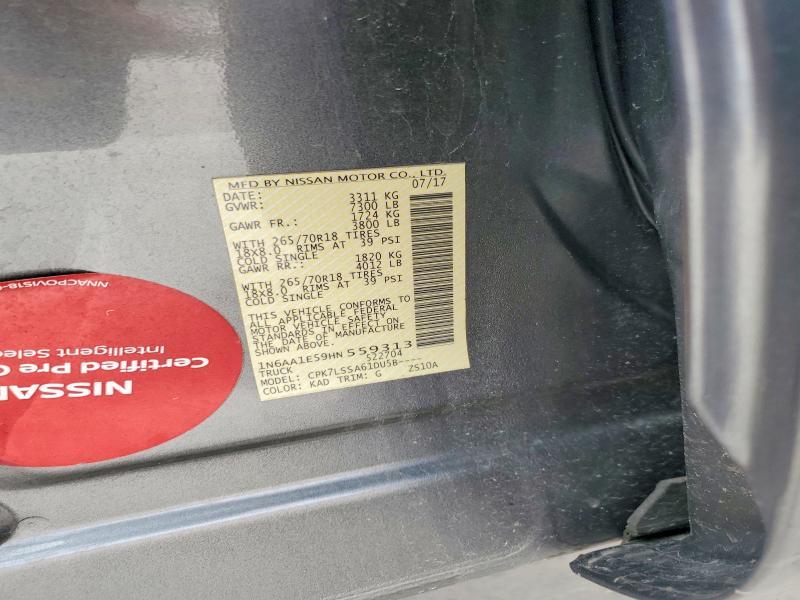 MFD BY NISSAN MOTOR CO., LTD.
DATE: 07/17
GVWR: 3311 KG
7300 LB
GAWR FR.: 1724 KG
3800 LB
WITH 265/70R18 TIRES
18X8.0 RIMS AT 39 PSI
COLD SINGLE
GAWR RR.: 1820 KG
4012 LB
WITH 265/70R18 TIRES
18X8.0 RIMS AT 39 PSI
COLD SINGLE
THIS VEHICLE CONFORMS TO
ALL APPLICABLE FEDERAL
MOTOR VEHICLE SAFETY
STANDARDS IN EFFECT ON
THE DATE OF MANUFACTURE
SHOWN ABOVE.
1N6AA1E59HN 559313
TRUCK 522704
MODEL: CPK7LSSA61DU5B----
COLOR: KAD TRIM: G ZS10A
NISSAN
Certified Pre
Intelligent